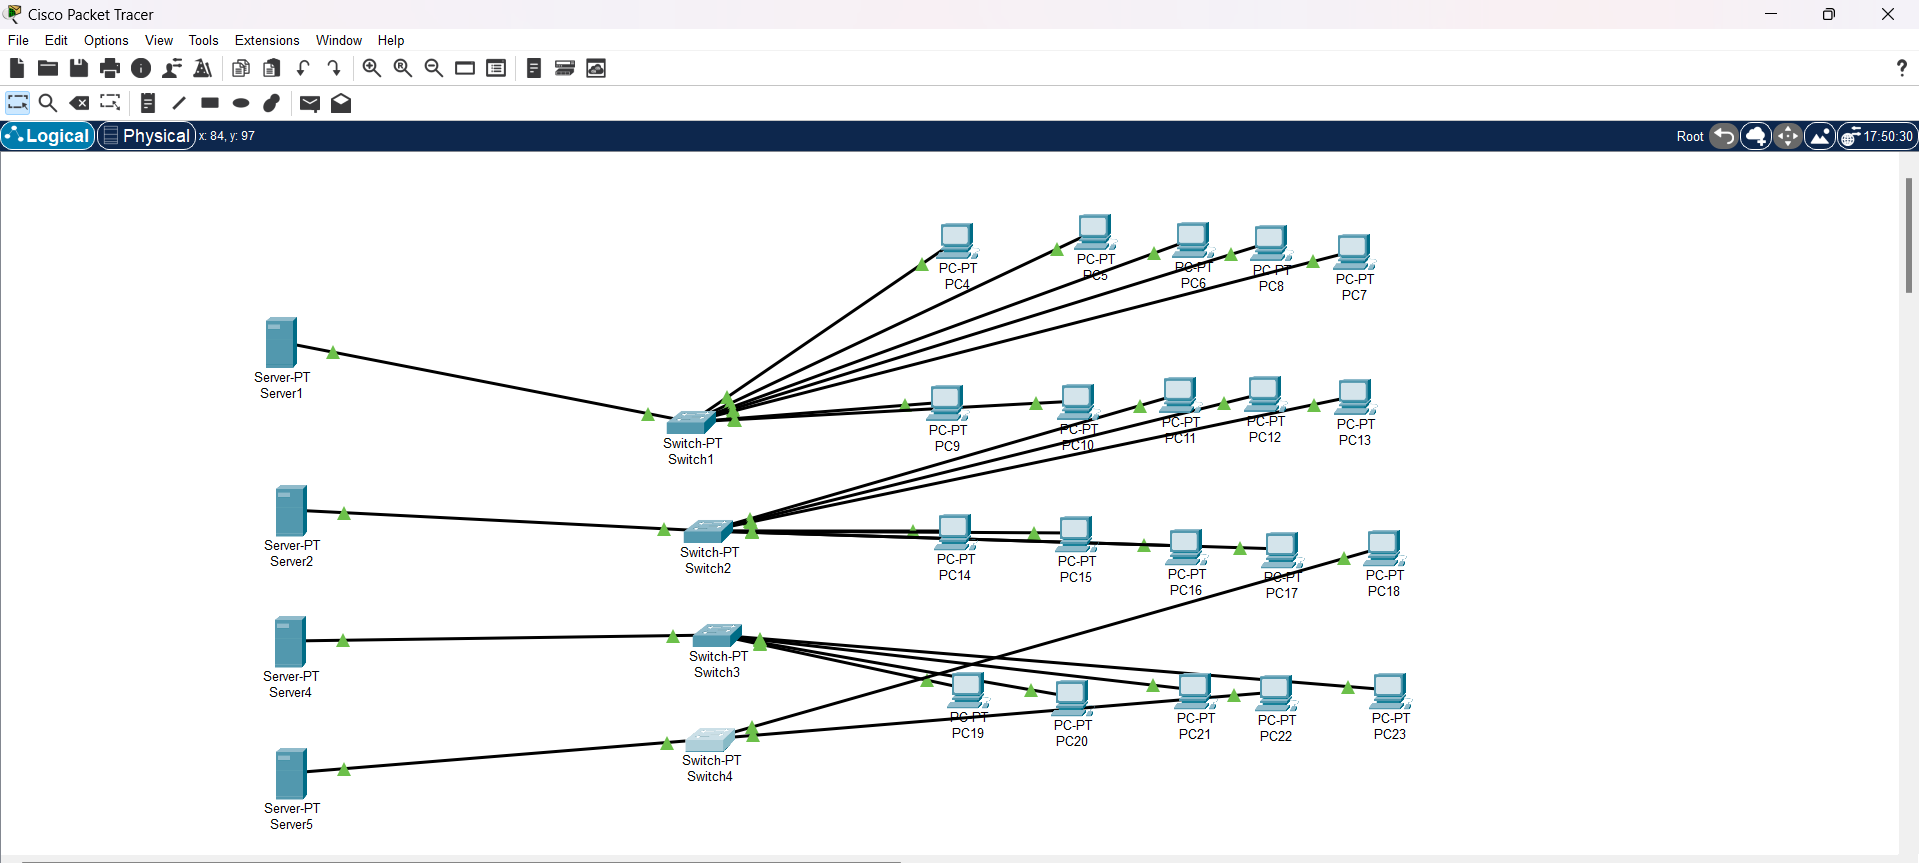 Cisco Packet Tracer
File Edit Options View Tools Extensions Window Help
?
Logical Physical x: 84, y: 97 Root 17:50:30
PC-PT
PC4
PC-PT
PC5
PC-PT
PC6
PC-PT
PC8
PC-PT
PC7
Server-PT
Server1
Switch-PT
Switch1
PC-PT
PC9
PC-PT
PC10
PC-PT
PC11
PC-PT
PC12
PC-PT
PC13
Server-PT
Server2
Switch-PT
Switch2
PC-PT
PC14
PC-PT
PC15
PC-PT
PC16
PC-PT
PC17
PC-PT
PC18
Server-PT
Server4
Switch-PT
Switch3
PC-PT
PC19
PC-PT
PC20
PC-PT
PC21
PC-PT
PC22
PC-PT
PC23
Server-PT
Server5
Switch-PT
Switch4